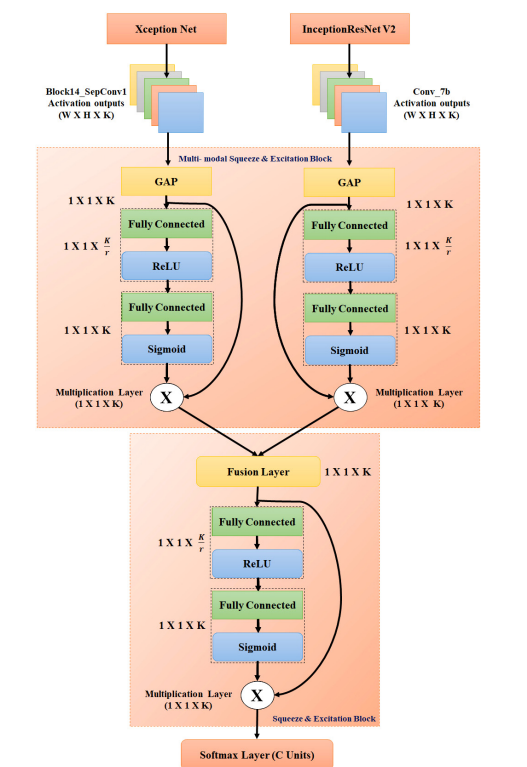 Xception Net
InceptionResNet V2
Block14_SepConv1
Activation outputs
(W X H X K)
Conv_7b
Activation outputs
(W X H X K)
Multi- modal Squeeze & Excitation Block
GAP
1 X 1 X K
Fully Connected
1 X 1 X K/r
ReLU
Fully Connected
1 X 1 X K
Sigmoid
Multiplication Layer
(1 X 1 X K)
X
GAP
1 X 1 X K
Fully Connected
1 X 1 X K/r
ReLU
Fully Connected
1 X 1 X K
Sigmoid
X
Multiplication Layer
(1 X 1 X K)
Fusion Layer
1 X 1 X K
Fully Connected
1 X 1 X K/r
ReLU
Fully Connected
1 X 1 X K
Sigmoid
Multiplication Layer
(1 X 1 X K)
X
Squeeze & Excitation Block
Softmax Layer (C Units)